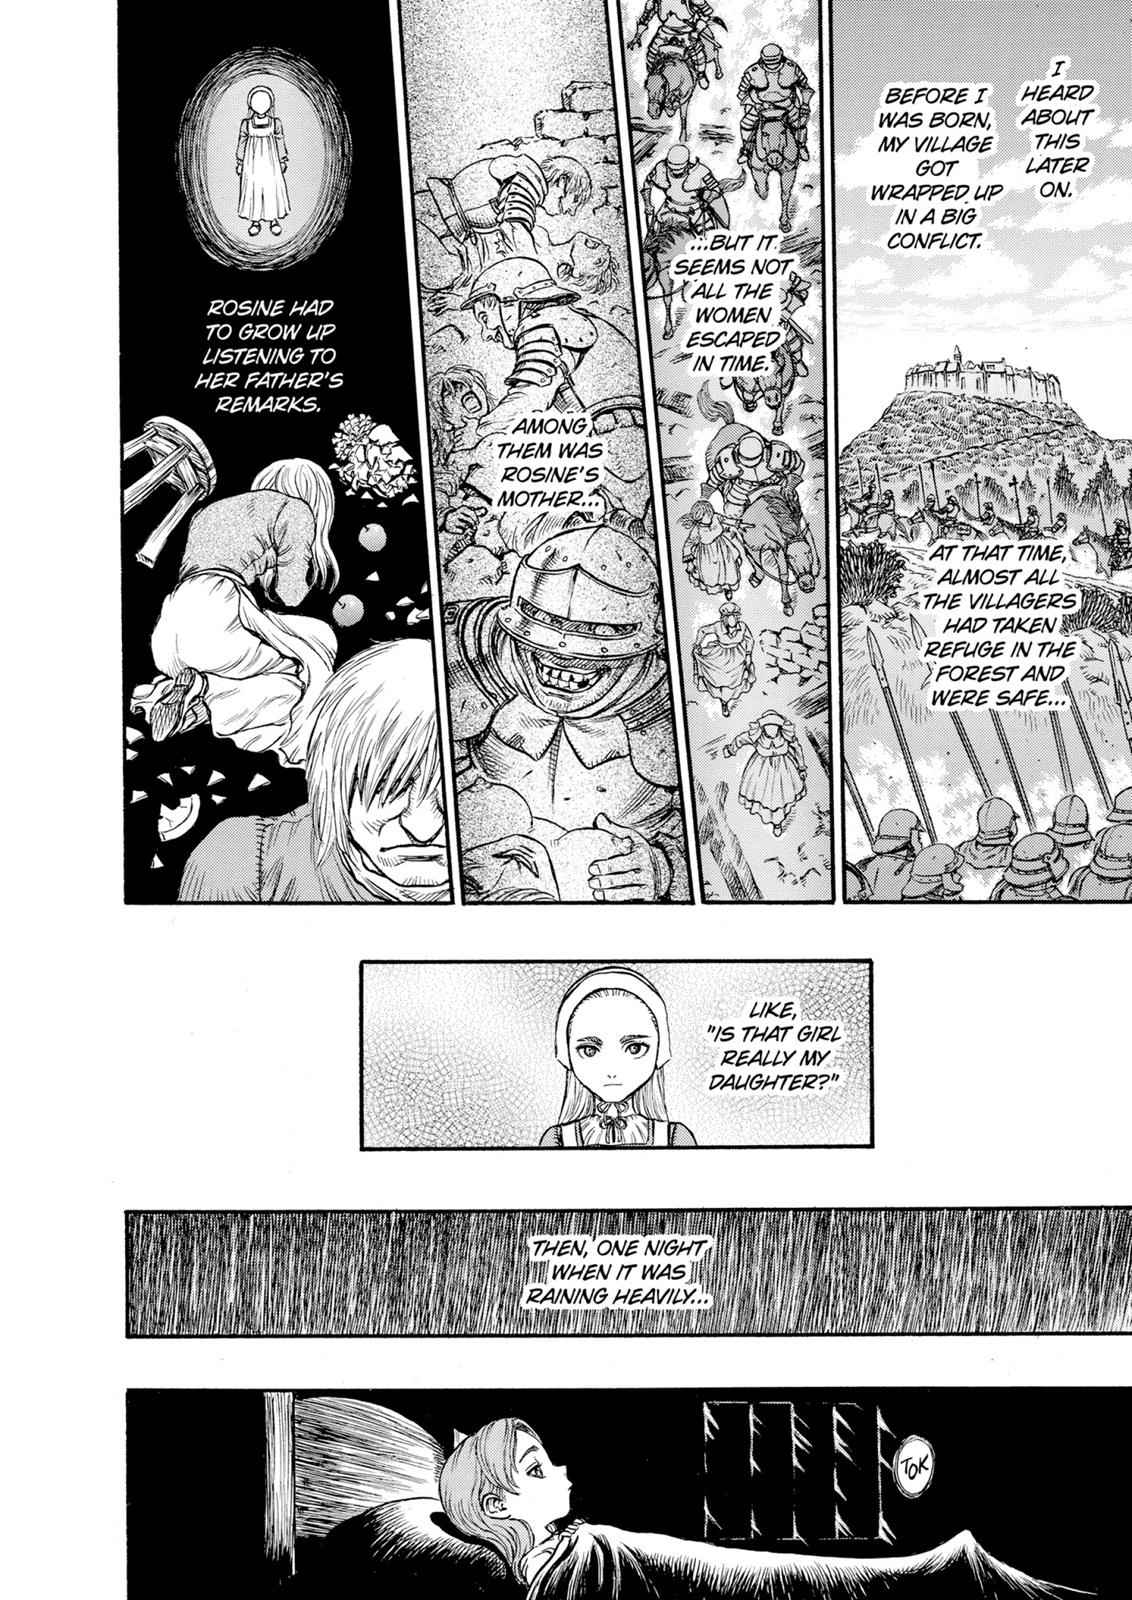 I
HEARD
ABOUT
THIS
LATER
ON.
BEFORE I
WAS BORN,
MY VILLAGE
GOT
WRAPPED UP
IN A BIG
CONFLICT.
AT THAT TIME,
ALMOST ALL
THE VILLAGERS
HAD TAKEN
REFUGE IN THE
FOREST AND
WERE SAFE...
...BUT IT
SEEMS NOT
ALL THE
WOMEN
ESCAPED
IN TIME.
AMONG
THEM WAS
ROSINE'S
MOTHER...
ROSINE HAD
TO GROW UP
LISTENING TO
HER FATHER'S
REMARKS.
LIKE,
"IS THAT GIRL
REALLY MY
DAUGHTER?"
THEN, ONE NIGHT
WHEN IT WAS
RAINING HEAVILY...
TOK